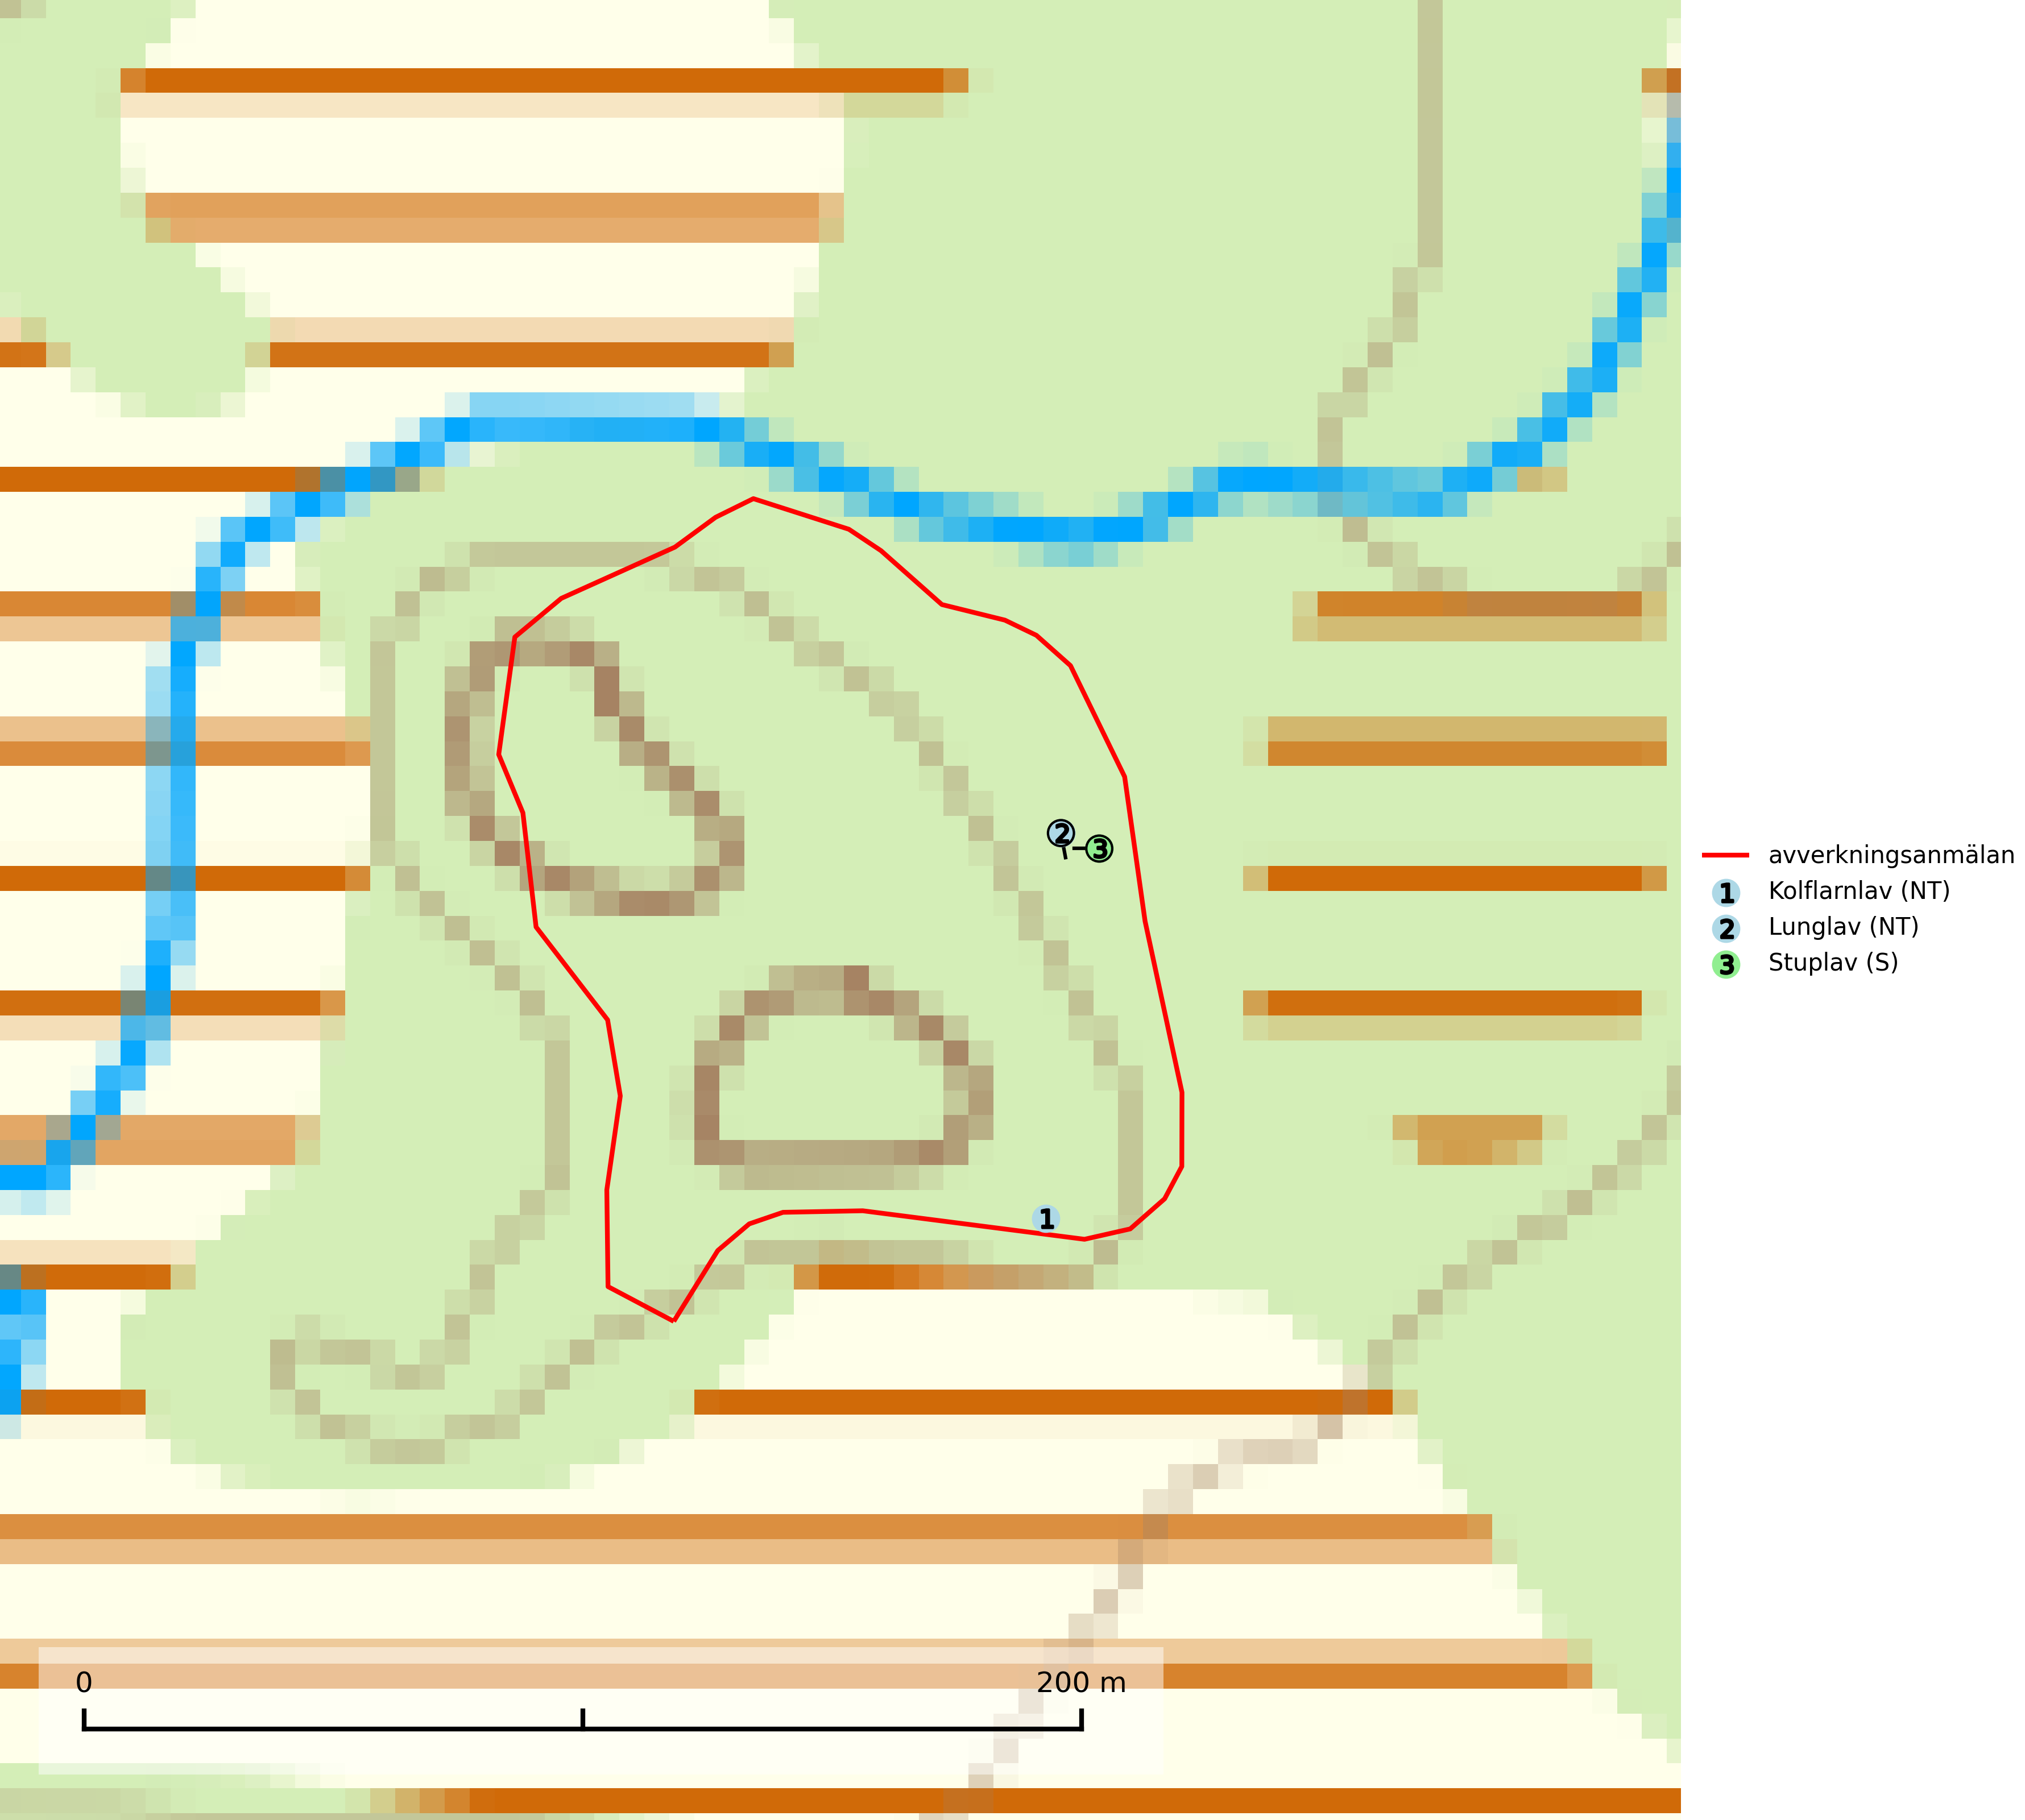 2
3
1
avverkningsanmälan
1 Kolflarnlav (NT)
2 Lunglav (NT)
3 Stuplav (S)
0 200 m